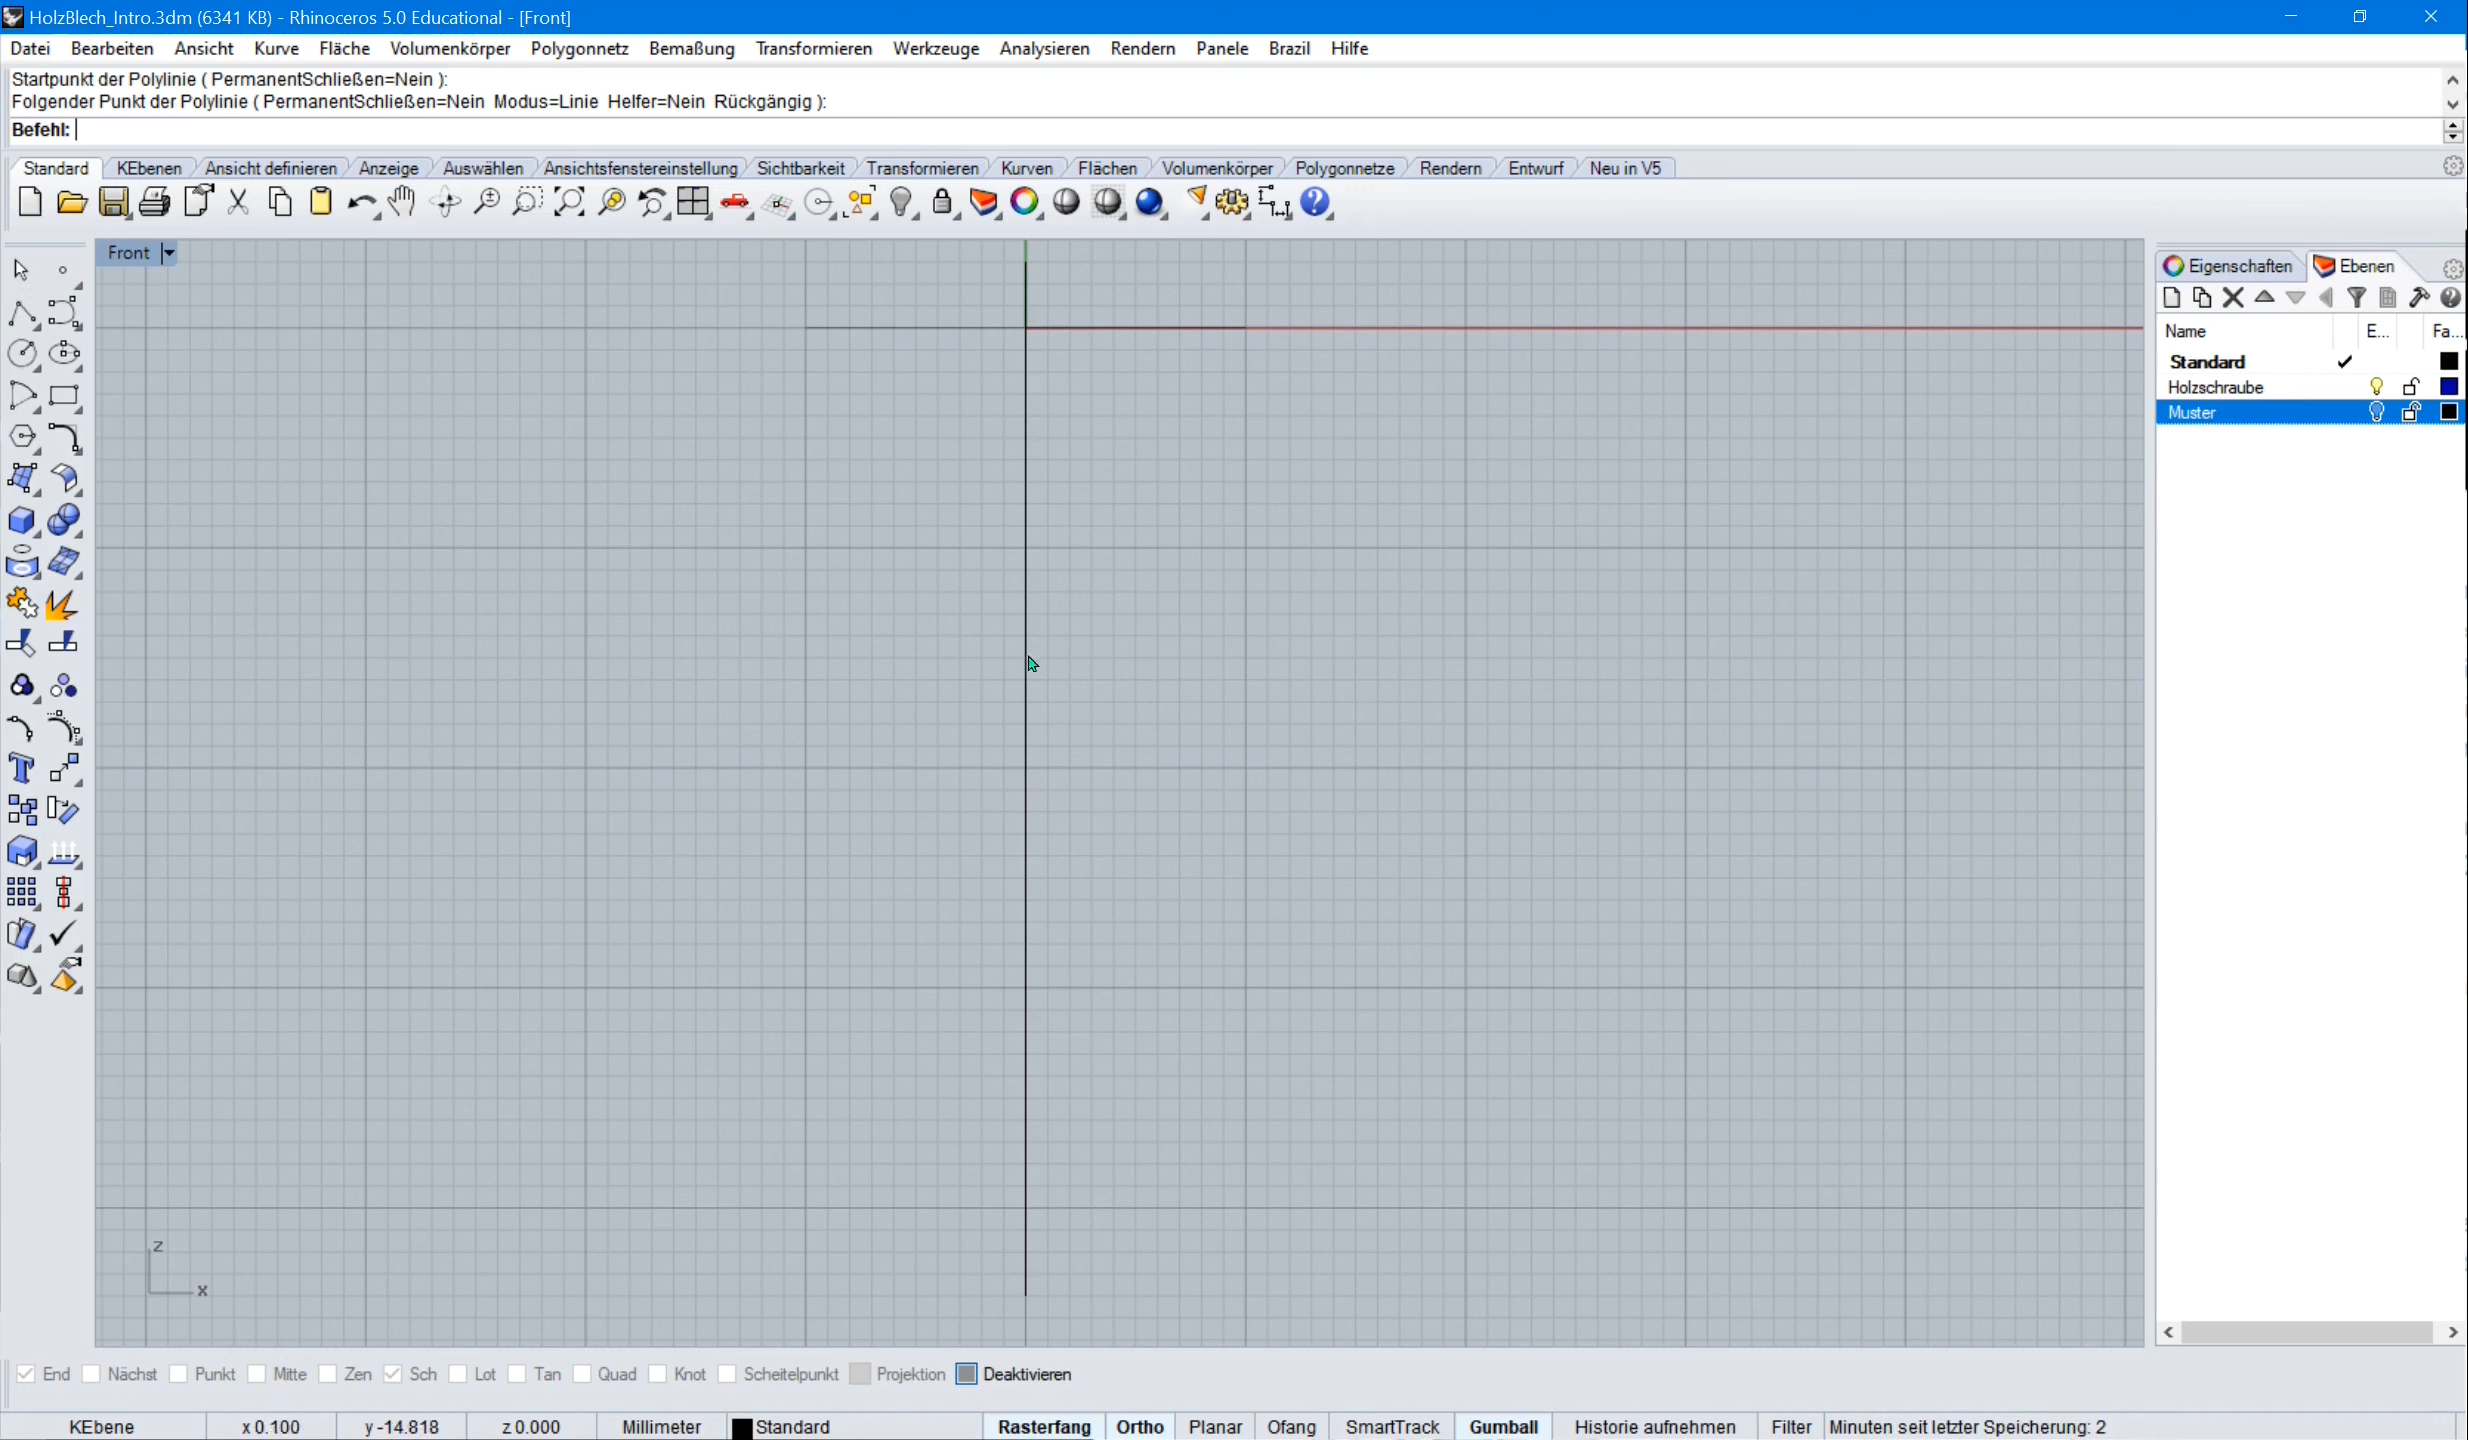 HolzBlech_Intro.3dm (6341 KB) - Rhinoceros 5.0 Educational - [Front]
Datei Bearbeiten Ansicht Kurve Fläche Volumenkörper Polygonnetz Bemaßung Transformieren Werkzeuge Analysieren Rendern Panele Brazil Hilfe
Startpunkt der Polylinie ( PermanentSchließen=Nein ):
Folgender Punkt der Polylinie ( PermanentSchließen=Nein Modus=Linie Helfer=Nein Rückgängig ):
Befehl:
Standard KEbenen Ansicht definieren Anzeige Auswählen Ansichtsfenstereinstellung Sichtbarkeit Transformieren Kurven Flächen Volumenkörper Polygonnetze Rendern Entwurf Neu in V5
Front
Eigenschaften Ebenen
Name E... Fa...
Standard
Holzschraube
Muster
z
x
End Nächst Punkt Mitte Zen Sch Lot Tan Quad Knot Scheitelpunkt Projektion Deaktivieren
KEbene x 0.100 y -14.818 z 0.000 Millimeter Standard Rasterfang Ortho Planar Ofang SmartTrack Gumball Historie aufnehmen Filter Minuten seit letzter Speicherung: 2